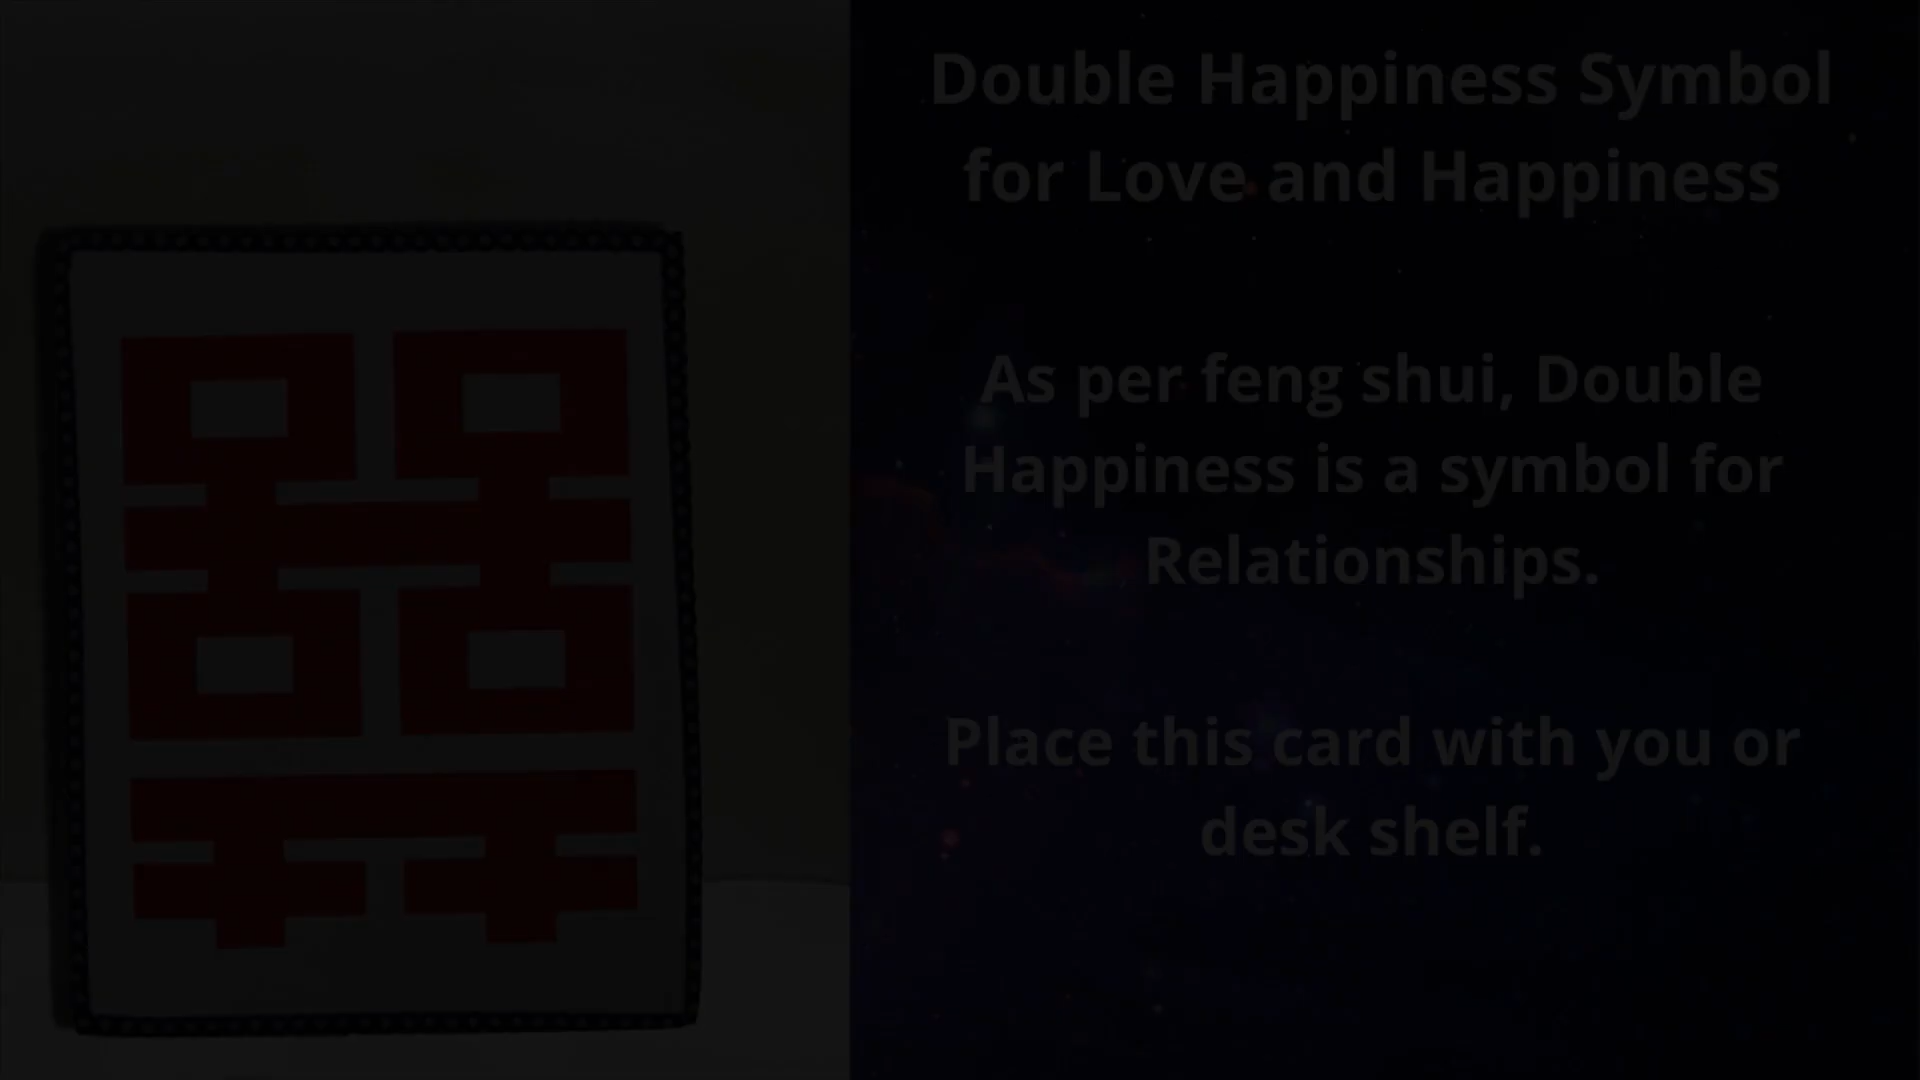 囍
Double Happiness Symbol
for Love and Happiness
As per feng shui, Double
Happiness is a symbol for
Relationships.
Place this card with you or
desk shelf.